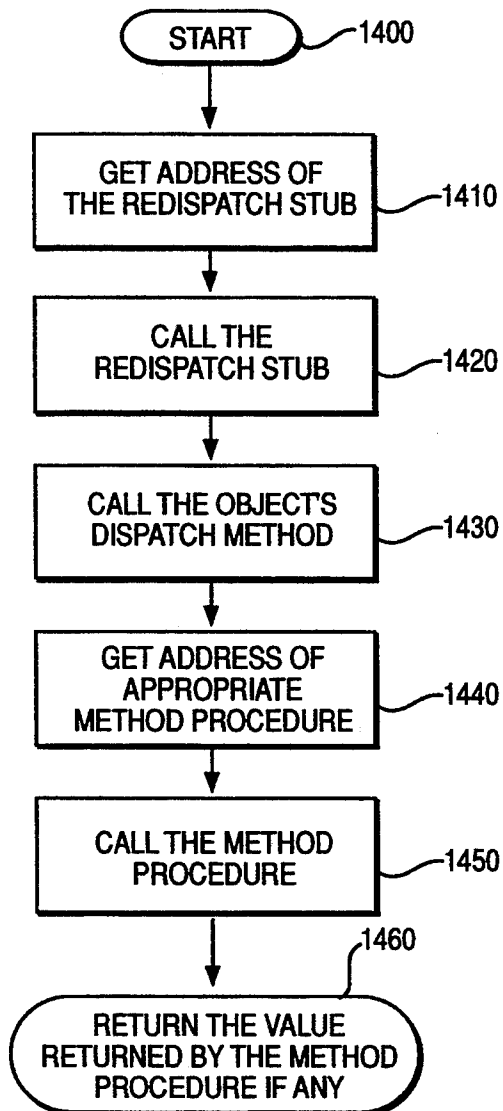 START
1400
GET ADDRESS OF
THE REDISPATCH STUB
1410
CALL THE
REDISPATCH STUB
1420
CALL THE OBJECT'S
DISPATCH METHOD
1430
GET ADDRESS OF
APPROPRIATE
METHOD PROCEDURE
1440
CALL THE METHOD
PROCEDURE
1450
1460
RETURN THE VALUE
RETURNED BY THE METHOD
PROCEDURE IF ANY